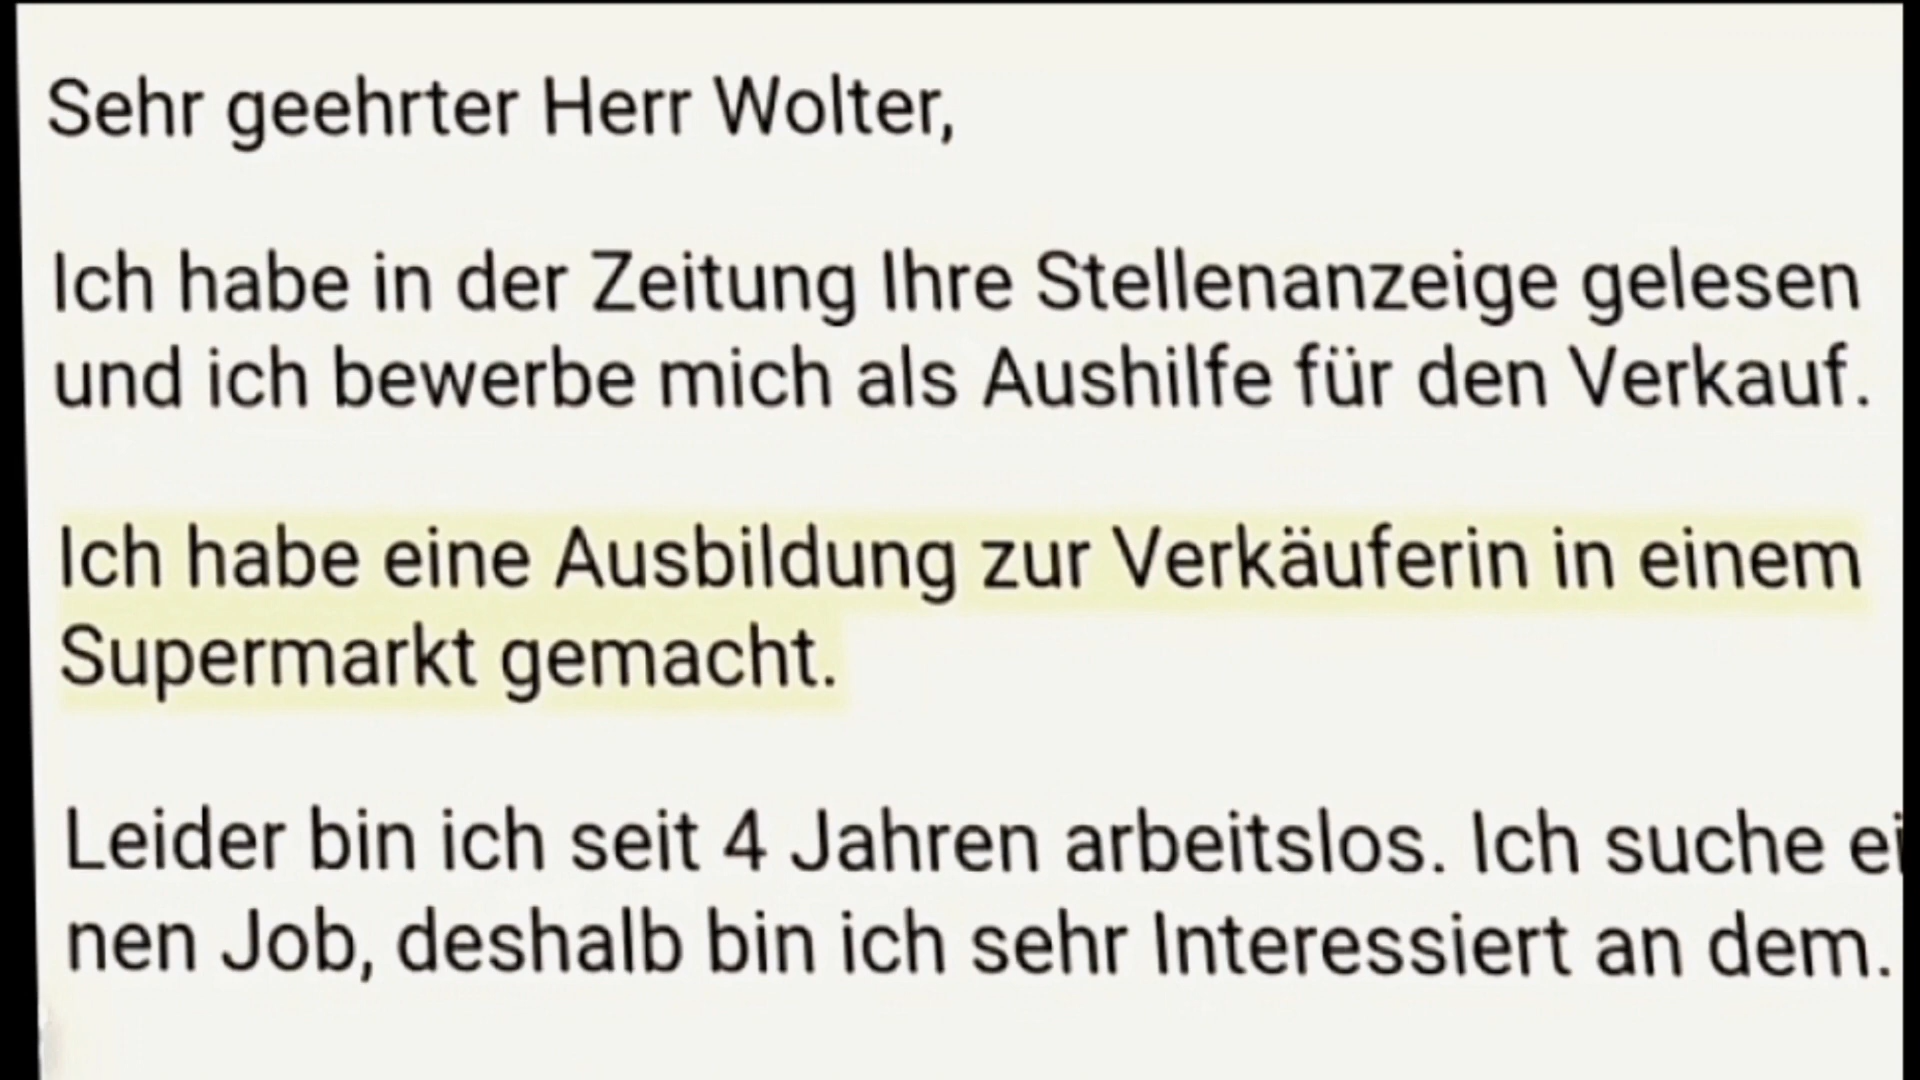 Sehr geehrter Herr Wolter,
Ich habe in der Zeitung Ihre Stellenanzeige gelesen
und ich bewerbe mich als Aushilfe für den Verkauf.
Ich habe eine Ausbildung zur Verkäuferin in einem
Supermarkt gemacht.
Leider bin ich seit 4 Jahren arbeitslos. Ich suche ei
nen Job, deshalb bin ich sehr Interessiert an dem.